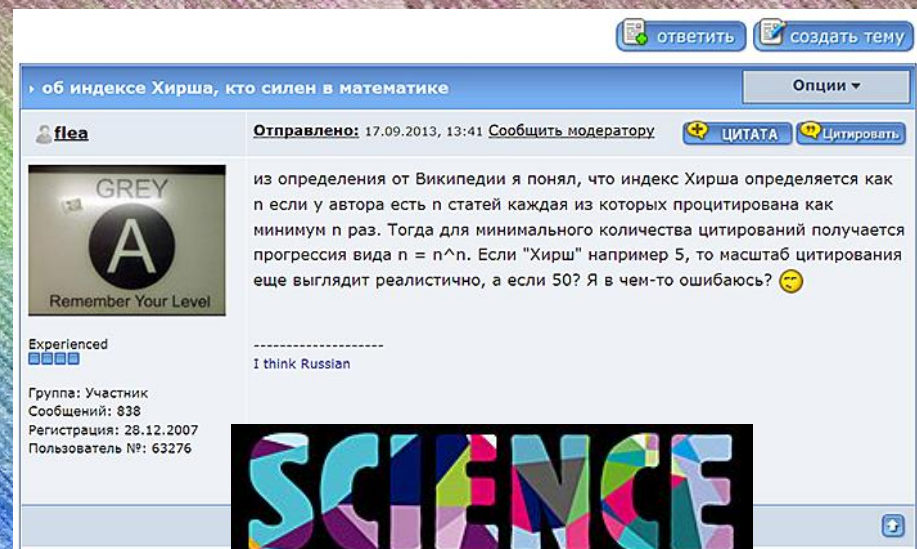 ответить
создать тему
› об индексе Хирша, кто силен в математике
Опции ▾
flea
Отправлено: 17.09.2013, 13:41 Сообщить модератору
ЦИТАТА
Цитировать
GREY
A
Remember Your Level
из определения от Википедии я понял, что индекс Хирша определяется как
n если у автора есть n статей каждая из которых процитирована как
минимум n раз. Тогда для минимального количества цитирований получается
прогрессия вида n = n^n. Если "Хирш" например 5, то масштаб цитирования
еще выглядит реалистично, а если 50? Я в чем-то ошибаюсь?
Experienced
--------------------
I think Russian
Группа: Участник
Сообщений: 838
Регистрация: 28.12.2007
Пользователь №: 63276
SCIENCE